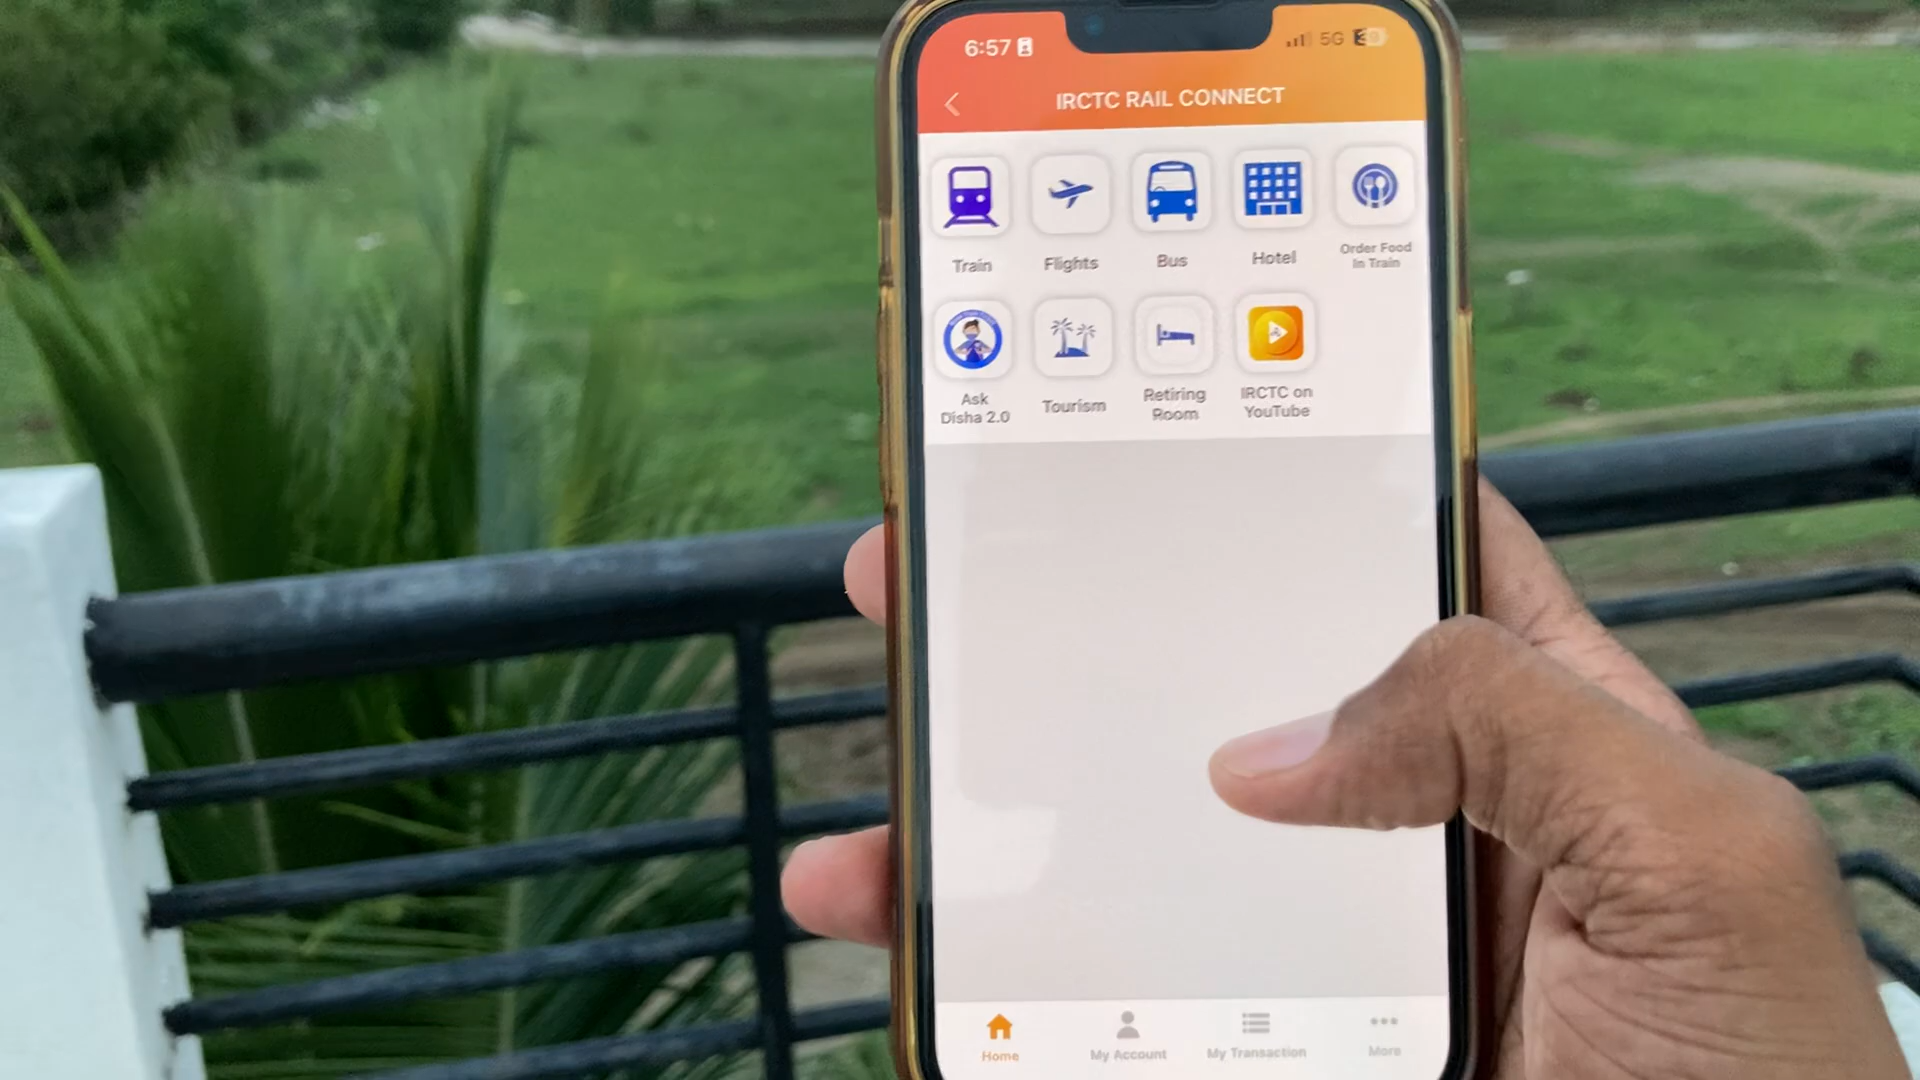 6:57
5G
IRCTC RAIL CONNECT
Train
Flights
Bus
Hotel
Order Food
In Train
Ask
Disha 2.0
Tourism
Retiring
Room
IRCTC on
YouTube
Home
My Account
My Transaction
More